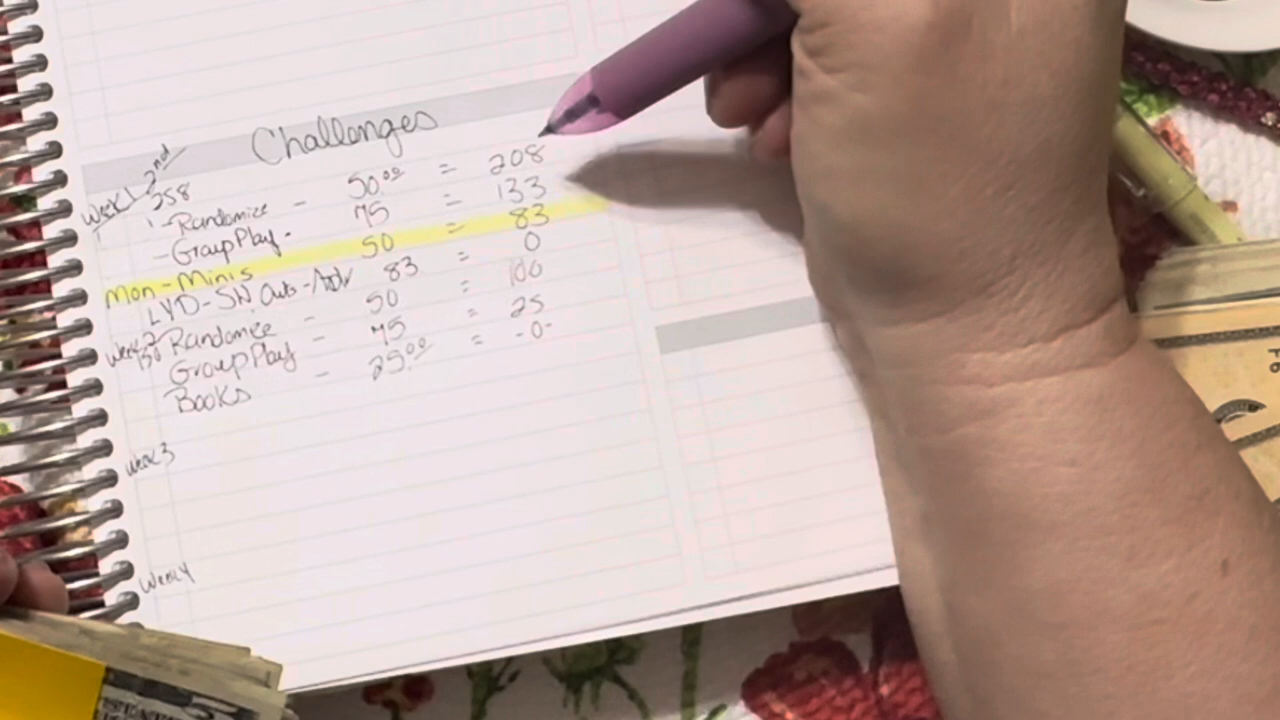 Challenges
Week 1 2nd
258
- Randomize - 50.00 = 208
- Group Play - 75 = 133
Mon - Minis 50 = 83
LYD - SN. 83 = 0
Week 2
150 Randomize - 50 = 100
Group Play - 75 = 25
Books - 25.00 = -0-
Week 3
Week 4